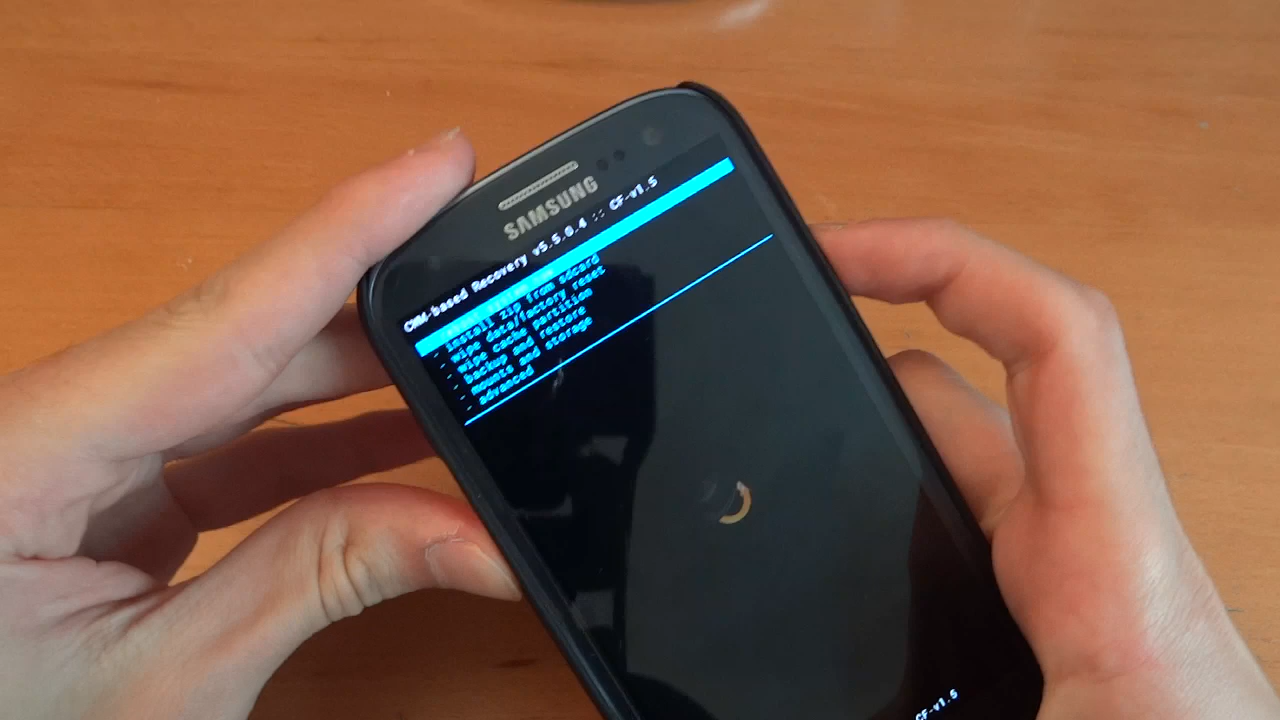 SAMSUNG
CWM-based Recovery v5.5.0.4 :: CF-v1.5
- install zip from sdcard
- wipe data/factory reset
- wipe cache partition
- backup and restore
- mounts and storage
- advanced
CF-v1.5